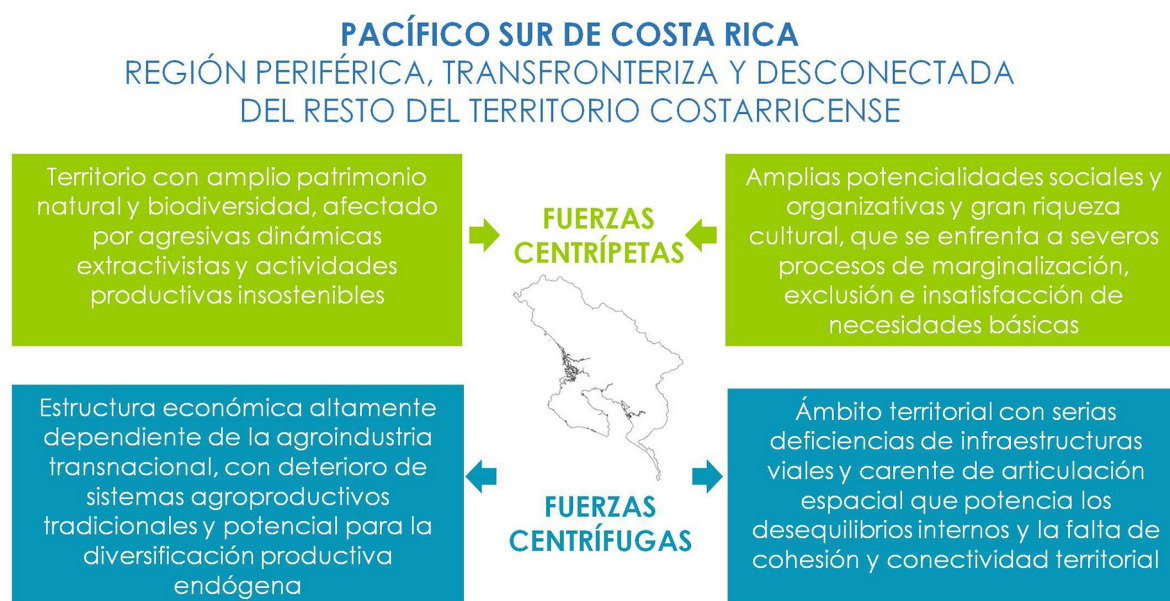 PACÍFICO SUR DE COSTA RICA
REGIÓN PERIFÉRICA, TRANSFRONTERIZA Y DESCONECTADA
DEL RESTO DEL TERRITORIO COSTARRICENSE
Territorio con amplio patrimonio
natural y biodiversidad, afectado
por agresivas dinámicas
extractivistas y actividades
productivas insostenibles
FUERZAS
CENTRÍPETAS
Amplias potencialidades sociales y
organizativas y gran riqueza
cultural, que se enfrenta a severos
procesos de marginalización,
exclusión e insatisfacción de
necesidades básicas
Estructura económica altamente
dependiente de la agroindustria
transnacional, con deterioro de
sistemas agroproductivos
tradicionales y potencial para la
diversificación productiva
endógena
FUERZAS
CENTRÍFUGAS
Ámbito territorial con serias
deficiencias de infraestructuras
viales y carente de articulación
espacial que potencia los
desequilibrios internos y la falta de
cohesión y conectividad territorial